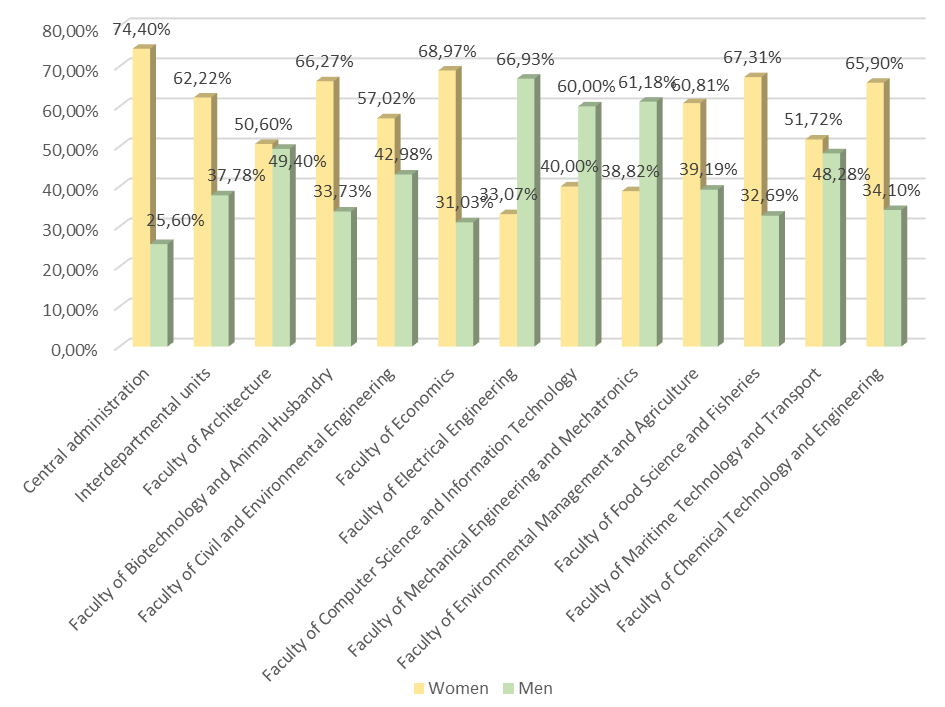 80,00%
70,00%
60,00%
50,00%
40,00%
30,00%
20,00%
10,00%
0,00%
74,40%
25,60%
62,22%
37,78%
50,60%
49,40%
66,27%
33,73%
57,02%
42,98%
68,97%
31,03%
33,07%
66,93%
40,00%
60,00%
38,82%
61,18%
60,81%
39,19%
67,31%
32,69%
51,72%
48,28%
65,90%
34,10%
Central administration
Interdepartmental units
Faculty of Architecture
Faculty of Biotechnology and Animal Husbandry
Faculty of Civil and Environmental Engineering
Faculty of Economics
Faculty of Electrical Engineering
Faculty of Computer Science and Information Technology
Faculty of Mechanical Engineering and Mechatronics
Faculty of Environmental Management and Agriculture
Faculty of Food Science and Fisheries
Faculty of Maritime Technology and Transport
Faculty of Chemical Technology and Engineering
Women
Men